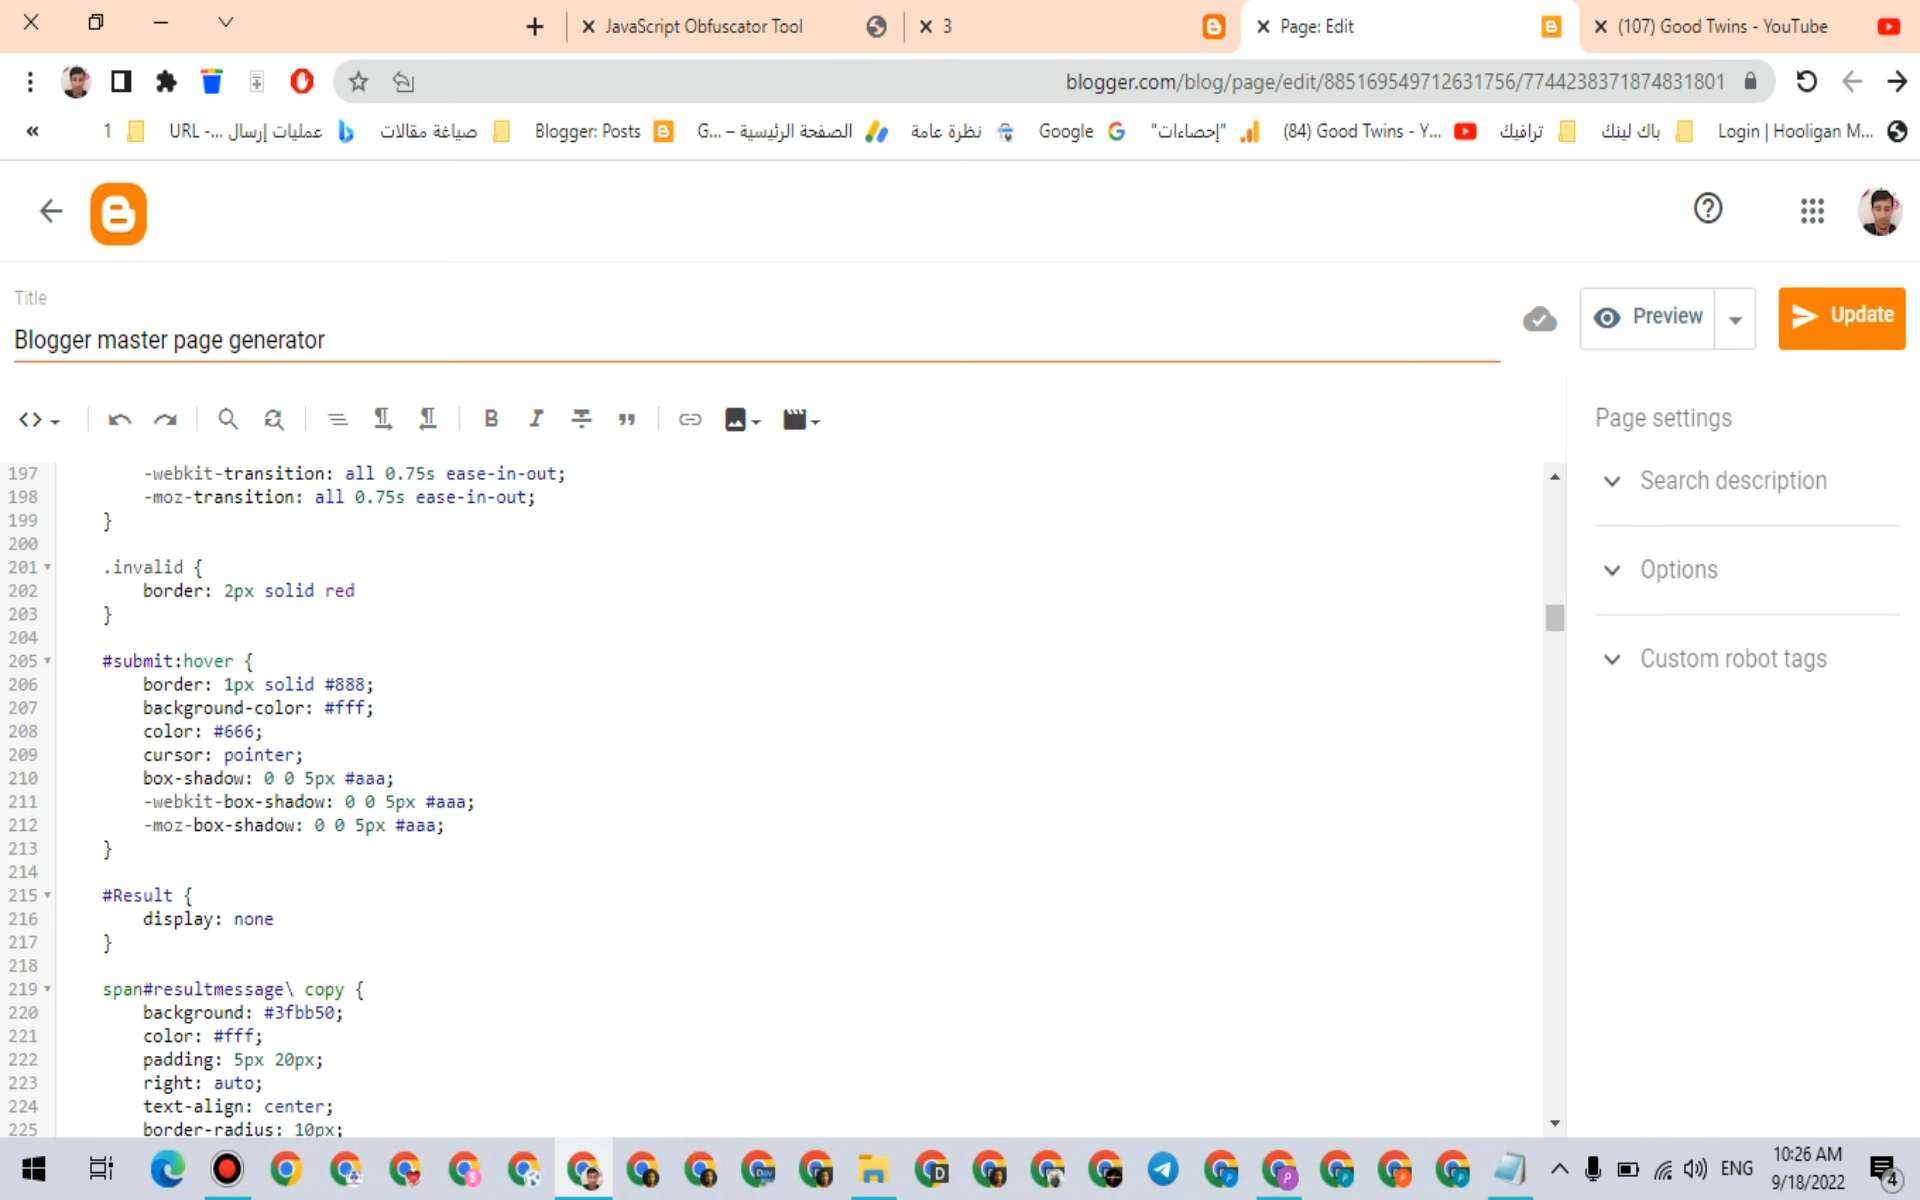 JavaScript Obfuscator Tool
3
Page: Edit
(107) Good Twins - YouTube
blogger.com/blog/page/edit/885169549712631756/7744238371874831801
«
1
عمليات إرسال ...- URL
صياغة مقالات
Blogger: Posts
الصفحة الرئيسية – G...
نظرة عامة
Google
"إحصاءات"
(84) Good Twins - Y...
ترافيك
باك لينك
Login | Hooligan M...
Title
Blogger master page generator
Preview
Update
Page settings
Search description
Options
Custom robot tags
197 -webkit-transition: all 0.75s ease-in-out;
198 -moz-transition: all 0.75s ease-in-out;
199 }
200
201 .invalid {
202 border: 2px solid red
203 }
204
205 #submit:hover {
206 border: 1px solid #888;
207 background-color: #fff;
208 color: #666;
209 cursor: pointer;
210 box-shadow: 0 0 5px #aaa;
211 -webkit-box-shadow: 0 0 5px #aaa;
212 -moz-box-shadow: 0 0 5px #aaa;
213 }
214
215 #Result {
216 display: none
217 }
218
219 span#resultmessage\ copy {
220 background: #3fbb50;
221 color: #fff;
222 padding: 5px 20px;
223 right: auto;
224 text-align: center;
225 border-radius: 10px;
ENG
10:26 AM
9/18/2022
4